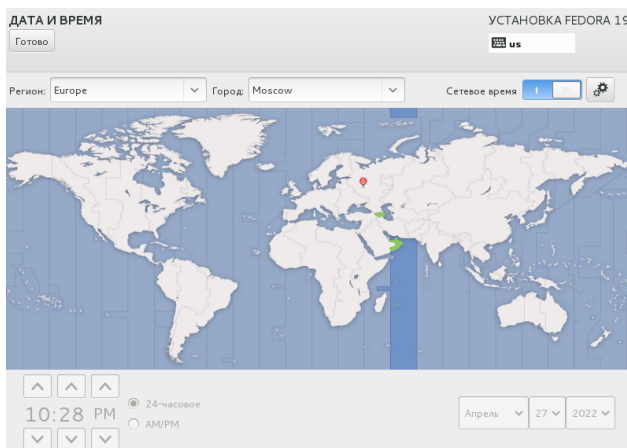 ДАТА И ВРЕМЯ УСТАНОВКА FEDORA 19
Готово us
Регион: Europe Город: Moscow Сетевое время
10:28 PM
24-часовое
AM/PM
Апрель 27 2022